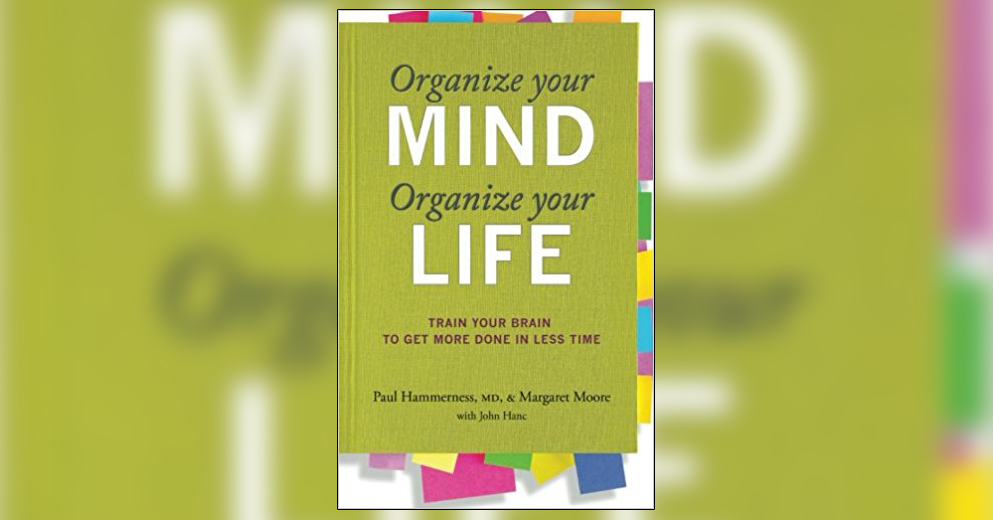 Organize your
MIND
Organize your
LIFE
TRAIN YOUR BRAIN
TO GET MORE DONE IN LESS TIME
Paul Hammerness, MD, & Margaret Moore
with John Hanc